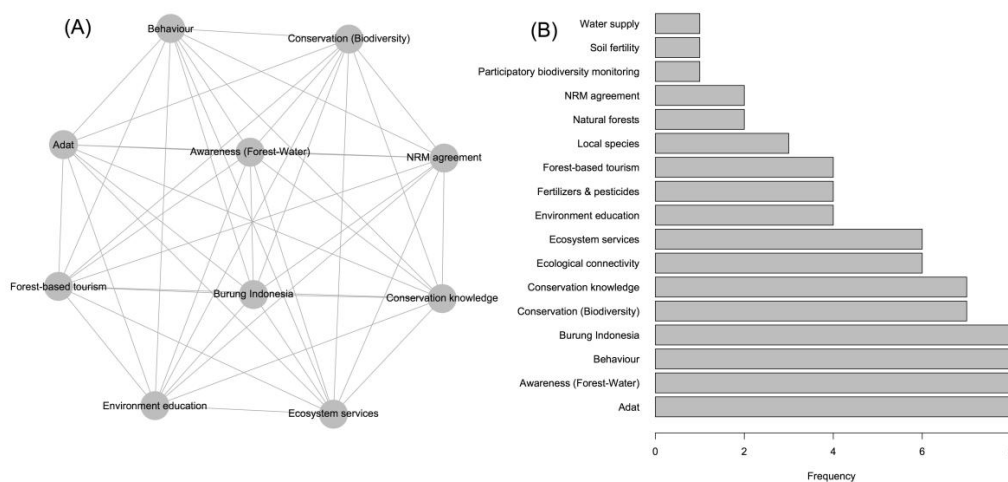 (A)
Behaviour
Conservation (Biodiversity)
Adat
Awareness (Forest-Water)
NRM agreement
Forest-based tourism
Burung Indonesia
Conservation knowledge
Environment education
Ecosystem services
(B)
Water supply
Soil fertility
Participatory biodiversity monitoring
NRM agreement
Natural forests
Local species
Forest-based tourism
Fertilizers & pesticides
Environment education
Ecosystem services
Ecological connectivity
Conservation knowledge
Conservation (Biodiversity)
Burung Indonesia
Behaviour
Awareness (Forest-Water)
Adat
0 2 4 6
Frequency